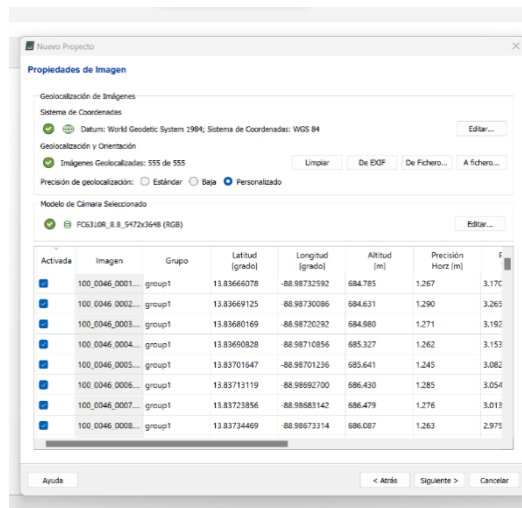 Nuevo Proyecto
Propiedades de Imagen
Geolocalización de Imágenes
Sistema de Coordenadas
Datum: World Geodetic System 1984; Sistema de Coordenadas: WGS 84
Editar...
Geolocalización y Orientación
Imágenes Geolocalizadas: 555 de 555
Limpiar De EXIF De Fichero... A fichero...
Precisión de geolocalización: Estándar Baja Personalizado
Modelo de Cámara Seleccionado
FC6310R_8.8_5472x3648 (RGB)
Editar...
Activada Imagen Grupo Latitud [grado] Longitud [grado] Altitud [m] Precisión Horz [m]
100_0046_0001... group1 13.83666078 -88.98732592 684.785 1.267 3.170
100_0046_0002... group1 13.83669125 -88.98730086 684.631 1.290 3.265
100_0046_0003... group1 13.83680169 -88.98720292 684.980 1.271 3.192
100_0046_0004... group1 13.83690828 -88.98710856 685.327 1.262 3.153
100_0046_0005... group1 13.83701647 -88.98701236 685.641 1.245 3.082
100_0046_0006... group1 13.83713119 -88.98692700 686.430 1.285 3.054
100_0046_0007... group1 13.83723856 -88.98683142 686.479 1.276 3.013
100_0046_0008... group1 13.83734469 -88.98673314 686.087 1.263 2.975
Ayuda < Atrás Siguiente > Cancelar